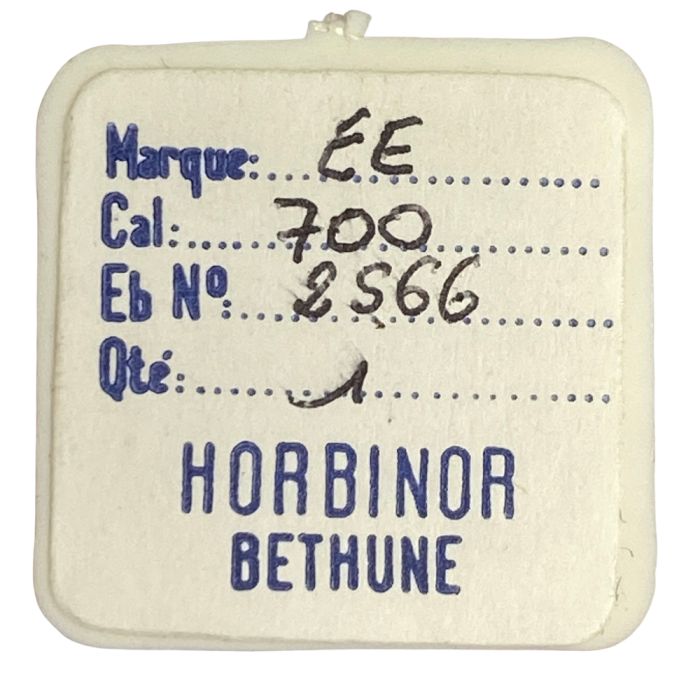 Marque: EE
Cal: 700
Eb Nº: 2566
Qté: 1
HORBINOR
BETHUNE